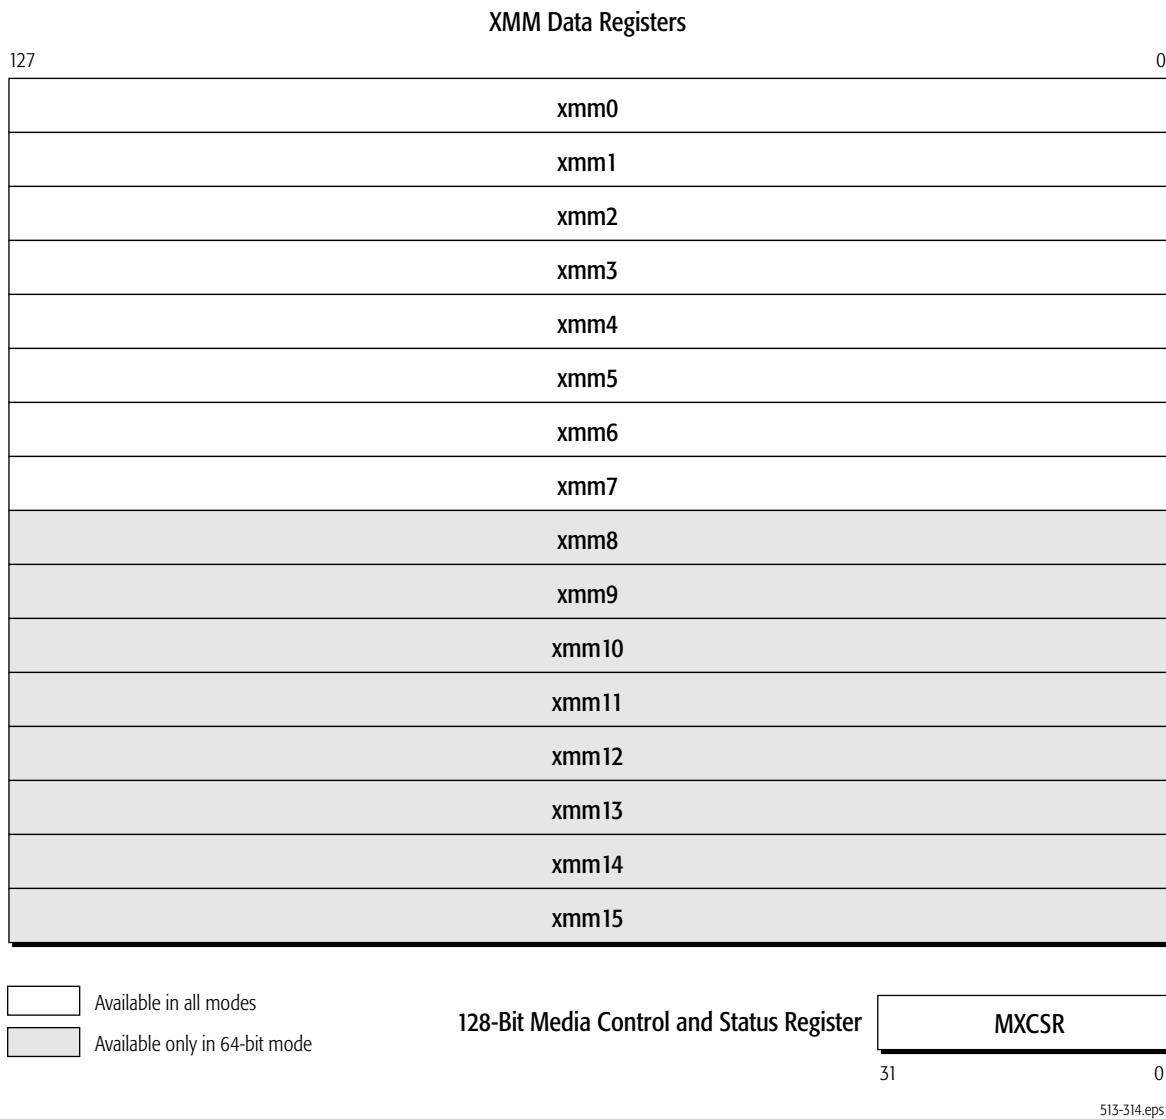 XMM Data Registers
127 0
xmm0
xmm1
xmm2
xmm3
xmm4
xmm5
xmm6
xmm7
xmm8
xmm9
xmm10
xmm11
xmm12
xmm13
xmm14
xmm15
Available in all modes
Available only in 64-bit mode
128-Bit Media Control and Status Register MXCSR
31 0
513-314.eps